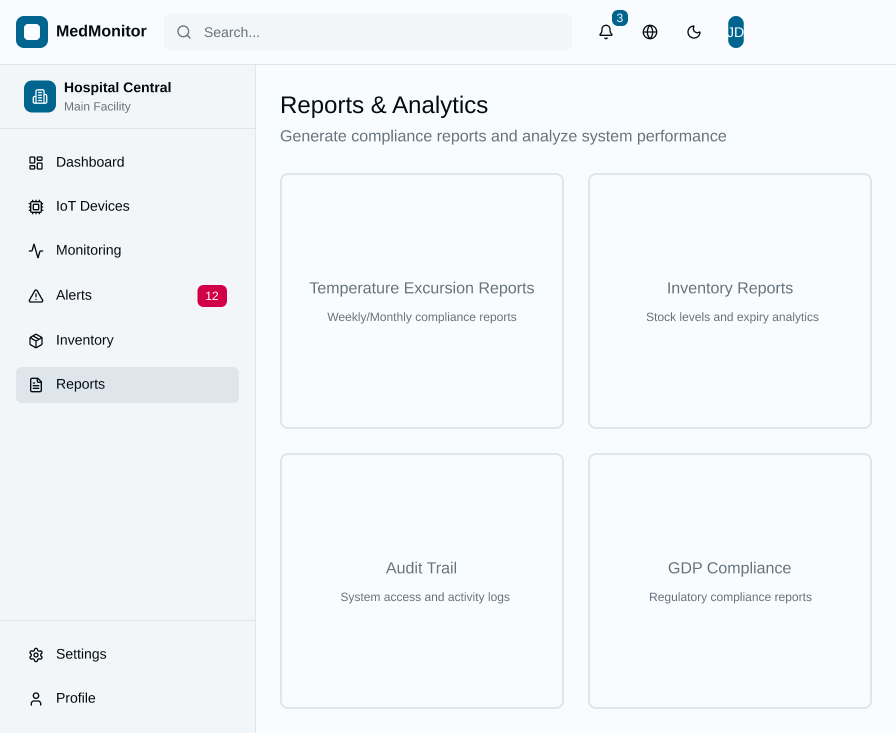 MedMonitor
Search...
3
JD
Hospital Central
Main Facility
Dashboard
IoT Devices
Monitoring
Alerts
12
Inventory
Reports
Settings
Profile
Reports & Analytics
Generate compliance reports and analyze system performance
Temperature Excursion Reports
Weekly/Monthly compliance reports
Inventory Reports
Stock levels and expiry analytics
Audit Trail
System access and activity logs
GDP Compliance
Regulatory compliance reports